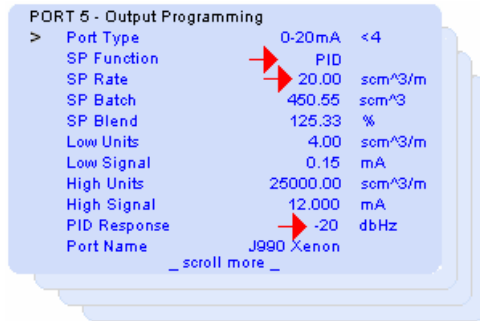 PORT 5 - Output Programming
> Port Type 0-20mA <4
SP Function PID
SP Rate 20.00 scm^3/m
SP Batch 450.55 scm^3
SP Blend 125.33 %
Low Units 4.00 scm^3/m
Low Signal 0.15 mA
High Units 25000.00 scm^3/m
High Signal 12.000 mA
PID Response -20 dbHz
Port Name J990 Xenon
_ scroll more _